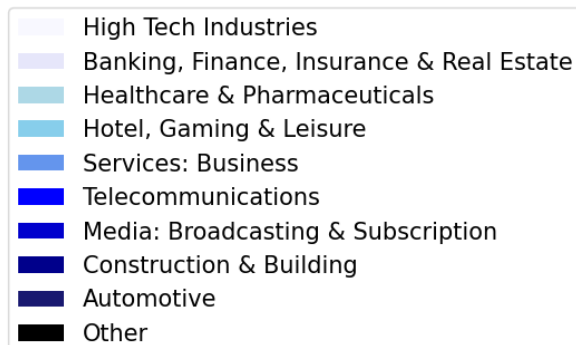 High Tech Industries
Banking, Finance, Insurance & Real Estate
Healthcare & Pharmaceuticals
Hotel, Gaming & Leisure
Services: Business
Telecommunications
Media: Broadcasting & Subscription
Construction & Building
Automotive
Other